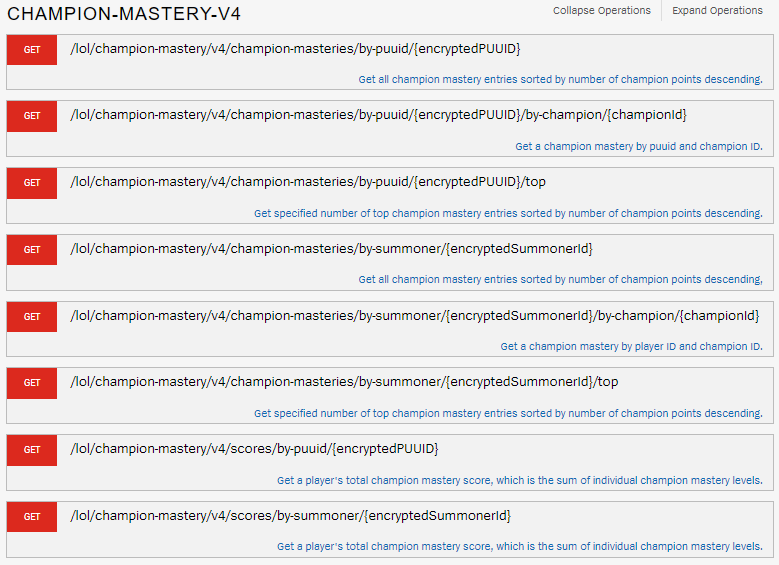 CHAMPION-MASTERY-V4
Collapse Operations
Expand Operations
GET
/lol/champion-mastery/v4/champion-masteries/by-puuid/{encryptedPUUID}
Get all champion mastery entries sorted by number of champion points descending.
GET
/lol/champion-mastery/v4/champion-masteries/by-puuid/{encryptedPUUID}/by-champion/{championId}
Get a champion mastery by puuid and champion ID.
GET
/lol/champion-mastery/v4/champion-masteries/by-puuid/{encryptedPUUID}/top
Get specified number of top champion mastery entries sorted by number of champion points descending.
GET
/lol/champion-mastery/v4/champion-masteries/by-summoner/{encryptedSummonerId}
Get all champion mastery entries sorted by number of champion points descending,
GET
/lol/champion-mastery/v4/champion-masteries/by-summoner/{encryptedSummonerId}/by-champion/{championId}
Get a champion mastery by player ID and champion ID.
GET
/lol/champion-mastery/v4/champion-masteries/by-summoner/{encryptedSummonerId}/top
Get specified number of top champion mastery entries sorted by number of champion points descending.
GET
/lol/champion-mastery/v4/scores/by-puuid/{encryptedPUUID}
Get a player's total champion mastery score, which is the sum of individual champion mastery levels.
GET
/lol/champion-mastery/v4/scores/by-summoner/{encryptedSummonerId}
Get a player's total champion mastery score, which is the sum of individual champion mastery levels.